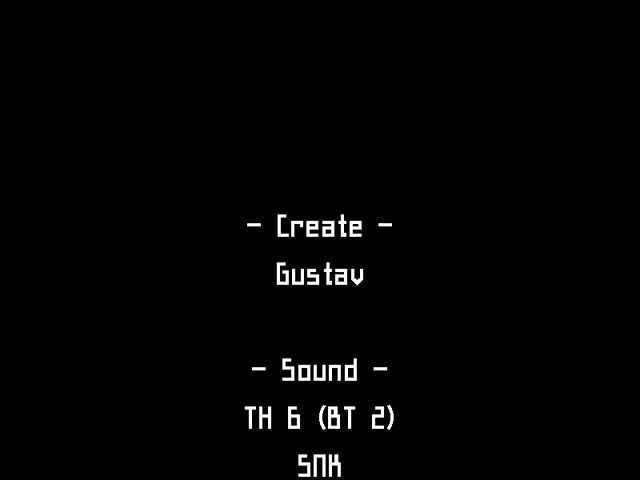 - Create -
Gustav
- Sound -
TH 6 (BT 2)
SNK